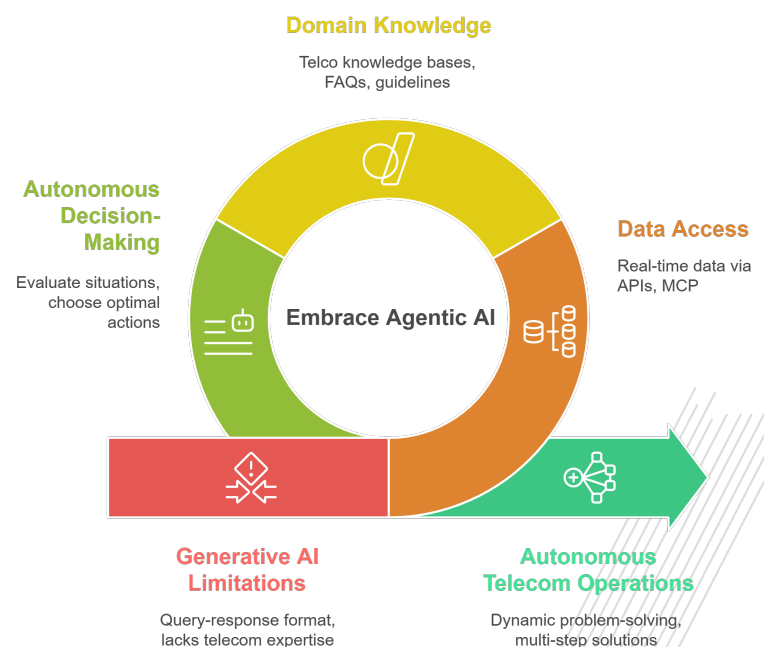 Domain Knowledge
Telco knowledge bases,
FAQs, guidelines
Autonomous
Decision-
Making
Evaluate situations,
choose optimal
actions
Data Access
Real-time data via
APIs, MCP
Embrace Agentic AI
Generative AI
Limitations
Query-response format,
lacks telecom expertise
Autonomous
Telecom Operations
Dynamic problem-solving,
multi-step solutions